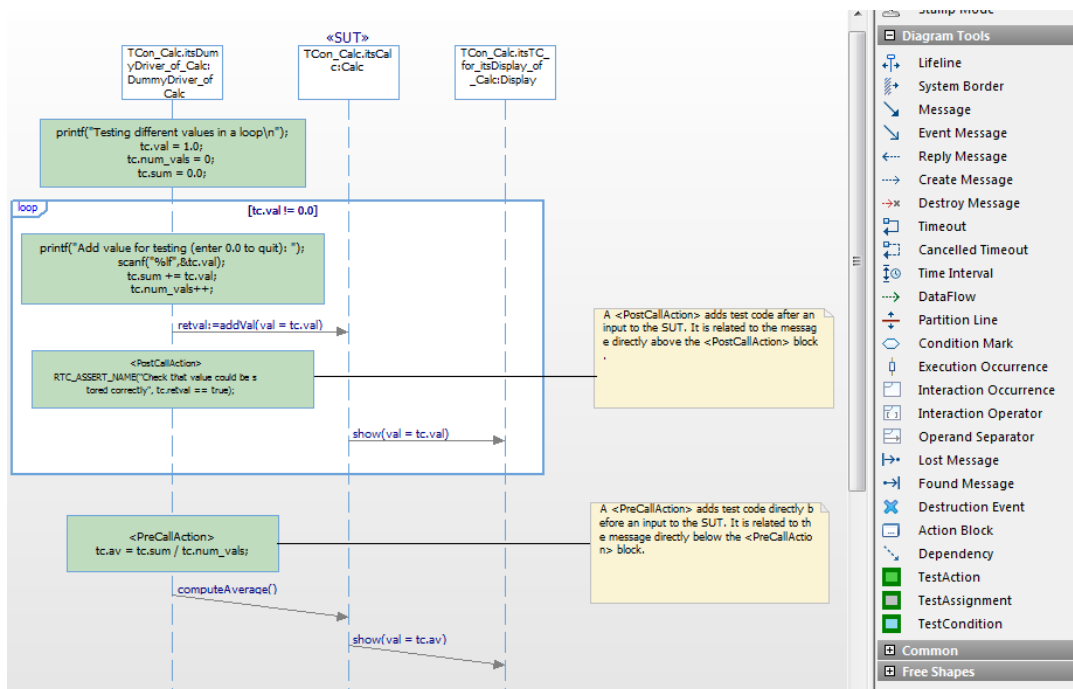 Stamp Mode
Diagram Tools
Lifeline
System Border
Message
Event Message
Reply Message
Create Message
Destroy Message
Timeout
Cancelled Timeout
Time Interval
DataFlow
Partition Line
Condition Mark
Execution Occurrence
Interaction Occurrence
Interaction Operator
Operand Separator
Lost Message
Found Message
Destruction Event
Action Block
Dependency
TestAction
TestAssignment
TestCondition
Common
Free Shapes
TCon_Calc.itsDum
yDriver_of_Calc:
DummyDriver_of
Calc
«SUT»
TCon_Calc.itsCal
c:Calc
TCon_Calc.itsTC_
for_itsDisplay_of
_Calc:Display
printf("Testing different values in a loop\n");
tc.val = 1.0;
tc.num_vals = 0;
tc.sum = 0.0;
loop
[tc.val != 0.0]
printf("Add value for testing (enter 0.0 to quit): ");
scanf("%lf",&tc.val);
tc.sum += tc.val;
tc.num_vals++;
retval:=addVal(val = tc.val)
<PostCallAction>
RTC_ASSERT_NAME("Check that value could be s
tored correctly", tc.retval == true);
A <PostCallAction> adds test code after an
input to the SUT. It is related to the messag
e directly above the <PostCallAction> block
.
show(val = tc.val)
<PreCallAction>
tc.av = tc.sum / tc.num_vals;
A <PreCallAction> adds test code directly b
efore an input to the SUT. It is related to th
e message directly below the <PreCallActio
n> block.
computeAverage()
show(val = tc.av)